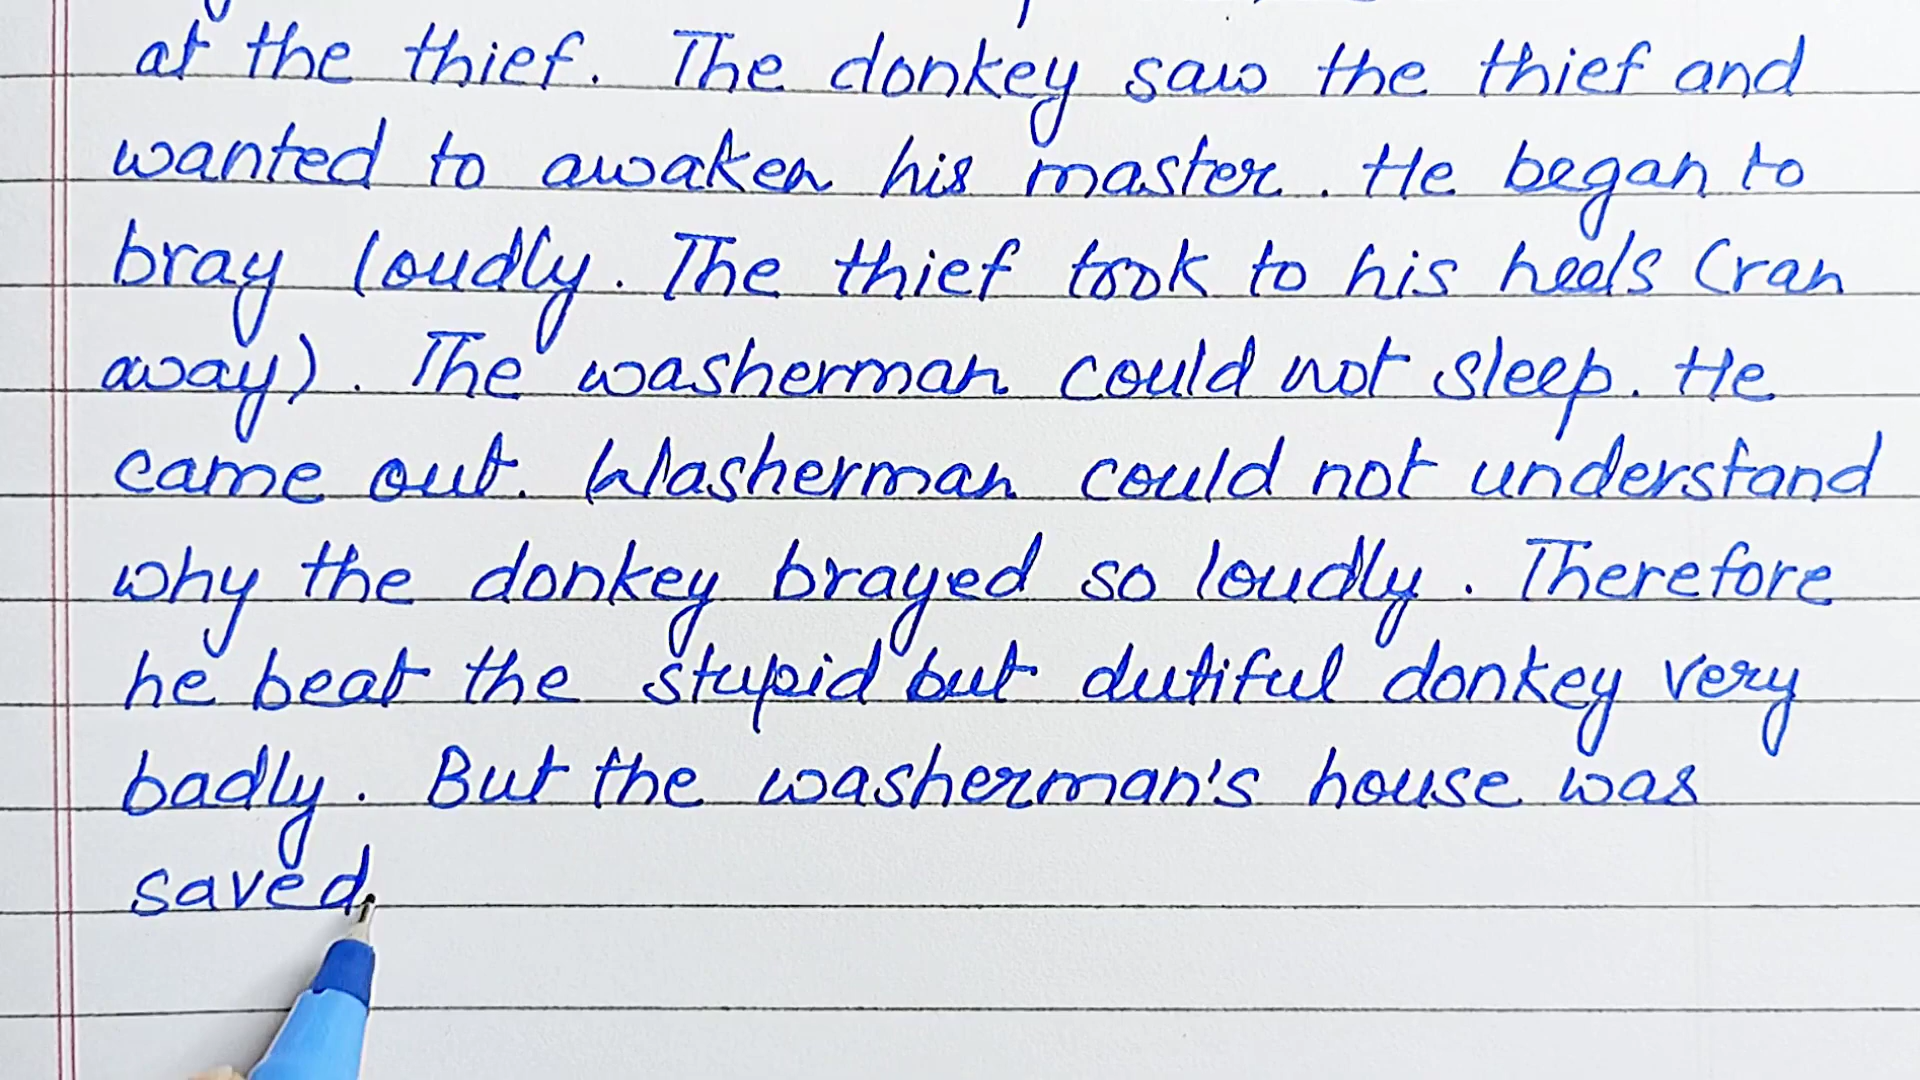 at the thief. The donkey saw the thief and
wanted to awaken his master. He began to
bray loudly. The thief took to his heels (ran
away). The washerman could not sleep. He
came out. Washerman could not understand
why the donkey brayed so loudly. Therefore
he beat the stupid but dutiful donkey very
badly. But the washerman's house was
saved.